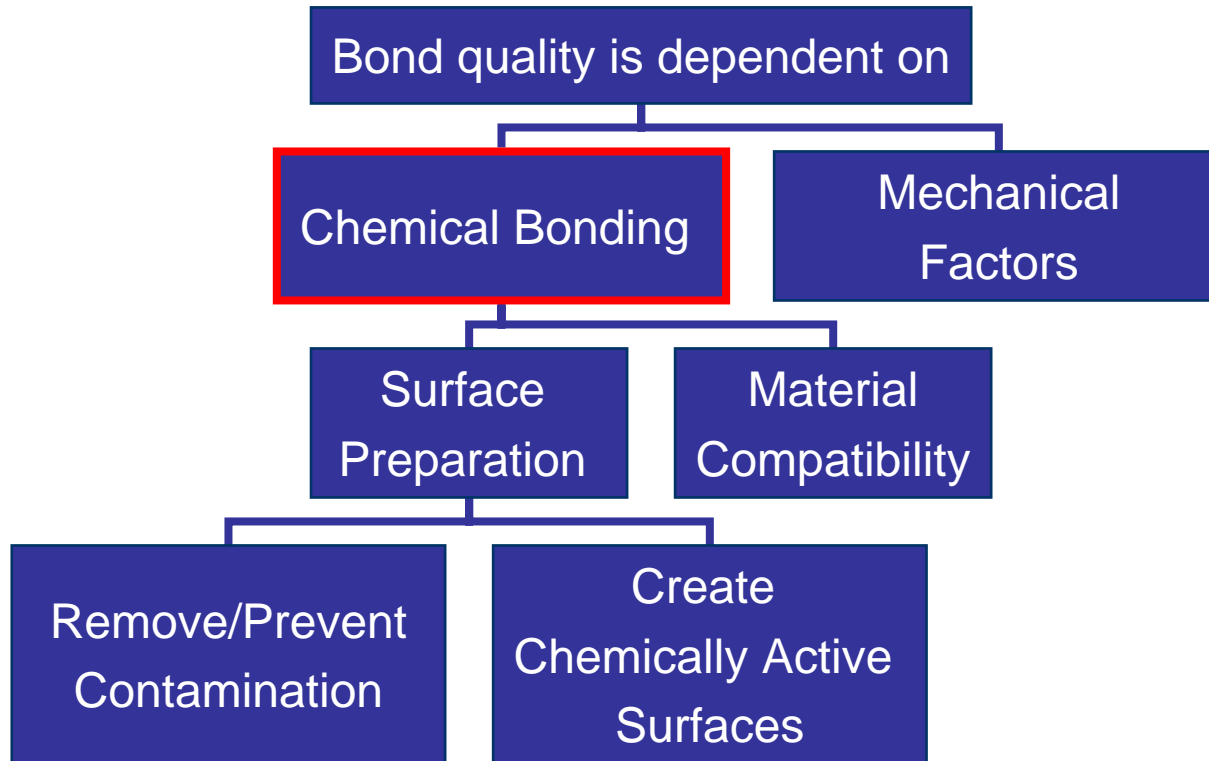 Bond quality is dependent on
Chemical Bonding
Mechanical
Factors
Surface
Preparation
Material
Compatibility
Remove/Prevent
Contamination
Create
Chemically Active
Surfaces